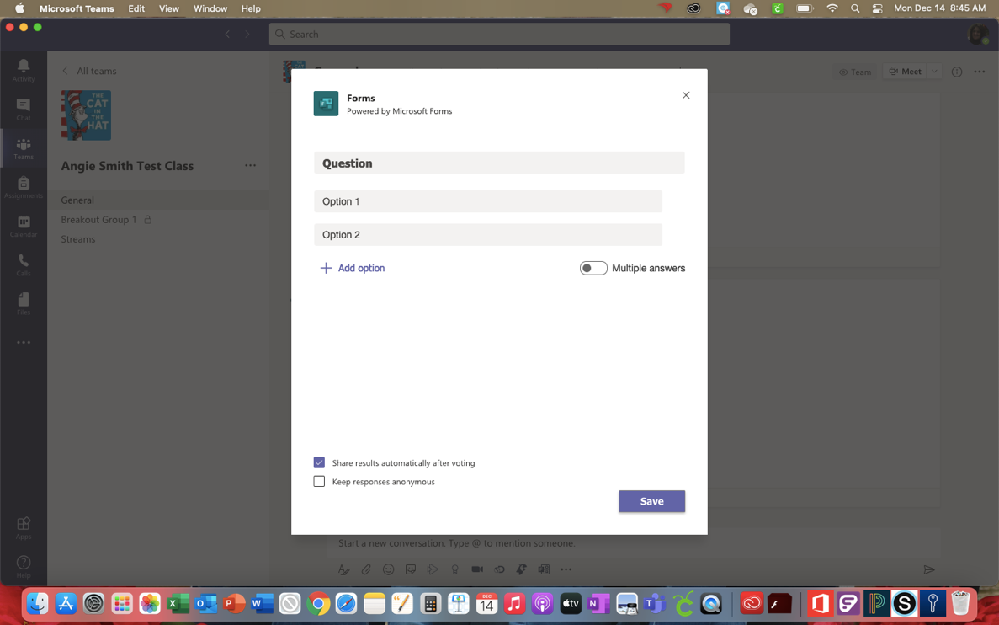 Microsoft Teams Edit View Window Help Mon Dec 14 8:45 AM
Search
Activity
Chat
Teams
Assignments
Calendar
Calls
Files
Apps
Help
All teams
THE
CAT
IN THE
HAT
Angie Smith Test Class
General
Breakout Group 1
Streams
Team Meet
Forms
Powered by Microsoft Forms
Question
Option 1
Option 2
Add option Multiple answers
Share results automatically after voting
Keep responses anonymous
Save
Start a new conversation. Type @ to mention someone.
DEC
14
tv